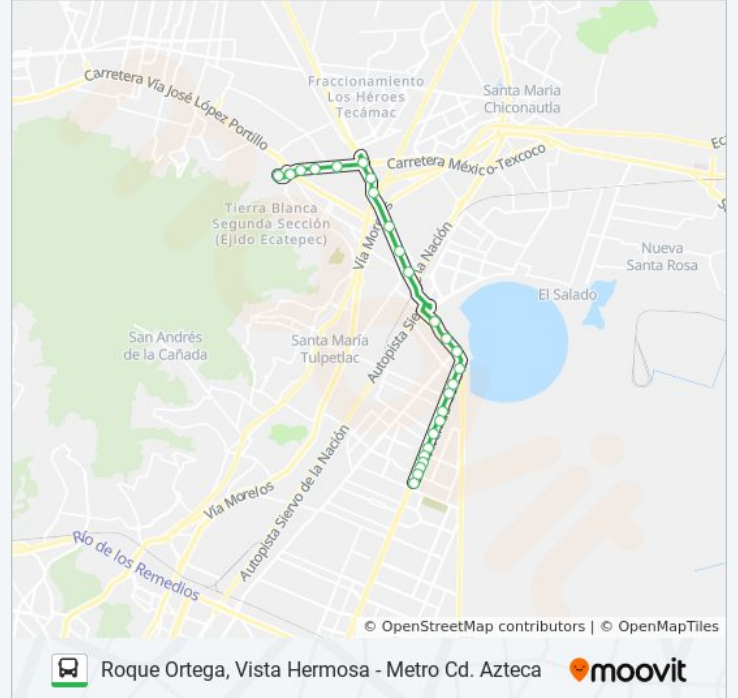 Carretera Vía José López Portillo
Fraccionamiento
Los Héroes
Tecámac
Santa María
Chiconautla
Carretera México-Texcoco
Tierra Blanca
Segunda Sección
(Ejido Ecatepec)
Vía Morelos
la Nación
Nueva
Santa Rosa
El Salado
San Andrés
de la Cañada
Santa María
Tulpetlac
Autopista Sie
Vía Morelos
Autopista Siervo de la Nación
Río de los Remedios
© OpenStreetMap contributors | © OpenMapTiles
Roque Ortega, Vista Hermosa - Metro Cd. Azteca
moovit